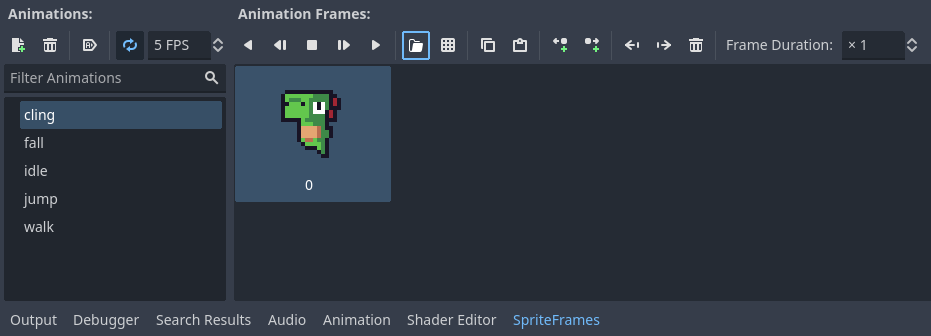 Animations: Animation Frames:
5 FPS Frame Duration: × 1
Filter Animations
cling
fall
idle
jump
walk
0
Output Debugger Search Results Audio Animation Shader Editor SpriteFrames